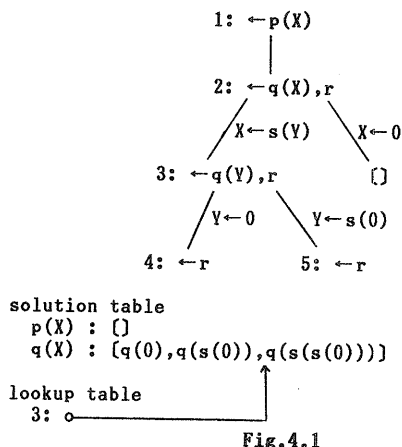 1: ←p(X)
2: ←q(X),r
X←s(Y) X←0
3: ←q(Y),r []
Y←0 Y←s(0)
4: ←r 5: ←r
solution table
p(X) : []
q(X) : [q(0),q(s(0)),q(s(s(0)))]
lookup table
3:
Fig.4.1